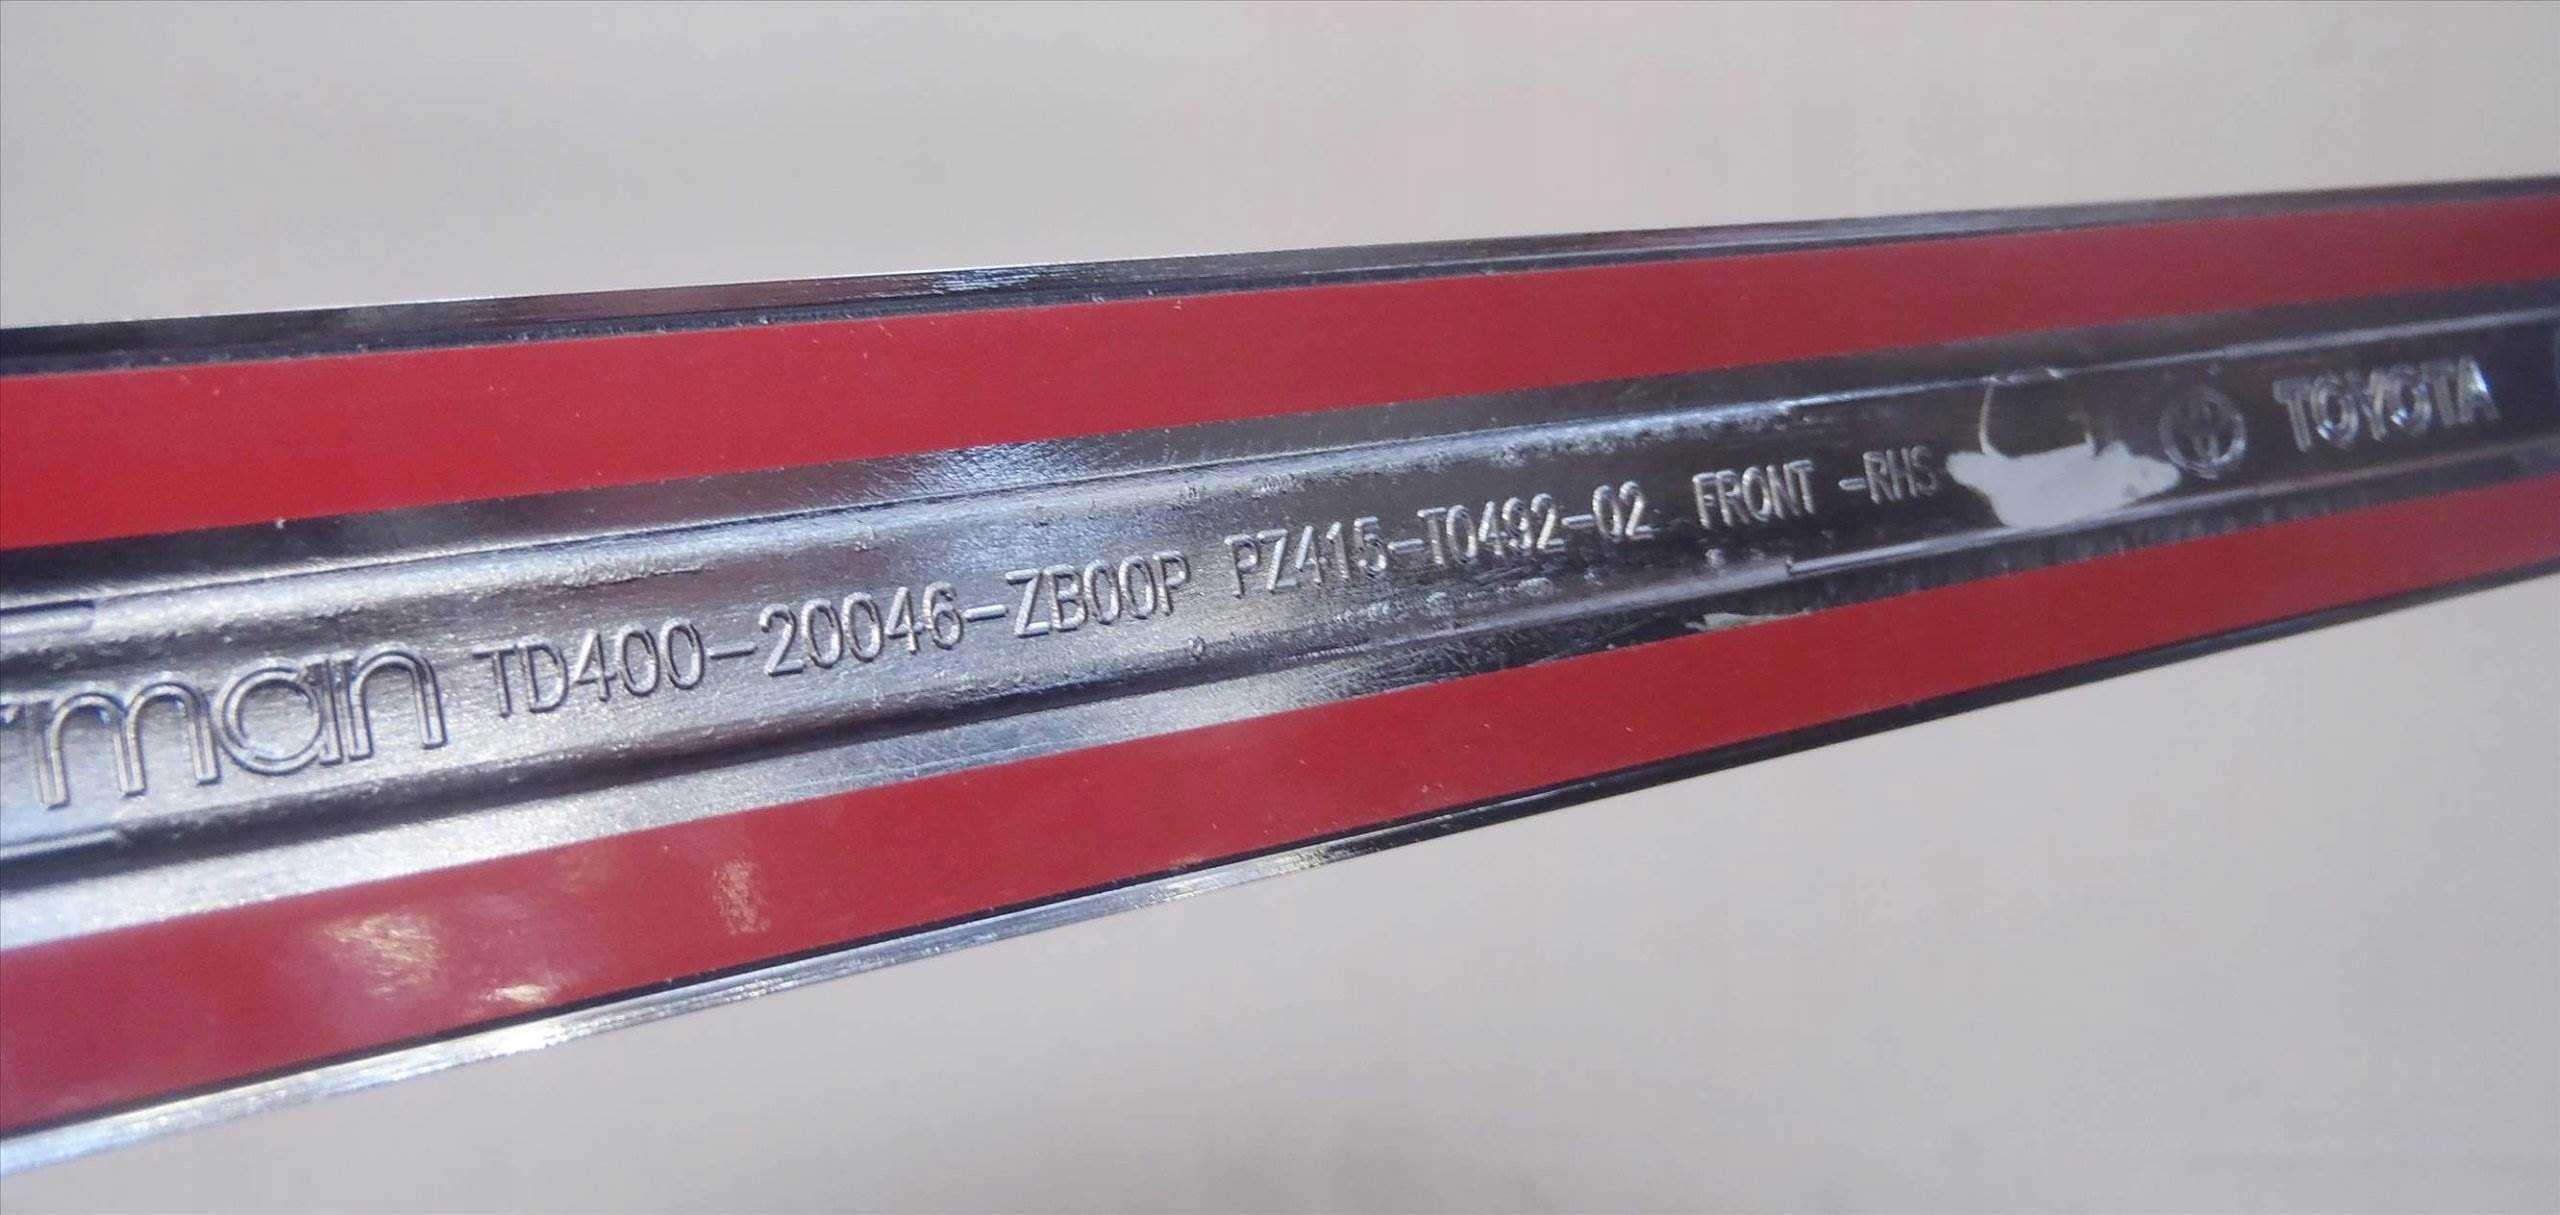 rman TD400-20046-ZB00P PZ415-T0492-02 FRONT -RHS TOYOTA